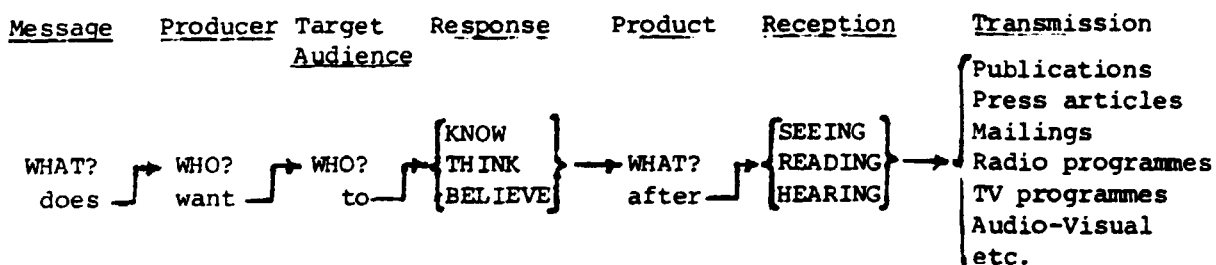 Message Producer Target Response Product Reception Transmission
Audience
Publications
Press articles
KNOW SEEING Mailings
WHAT? WHO? WHO? THINK WHAT? READING Radio programmes
does want to BELIEVE after HEARING TV programmes
Audio-Visual
etc.